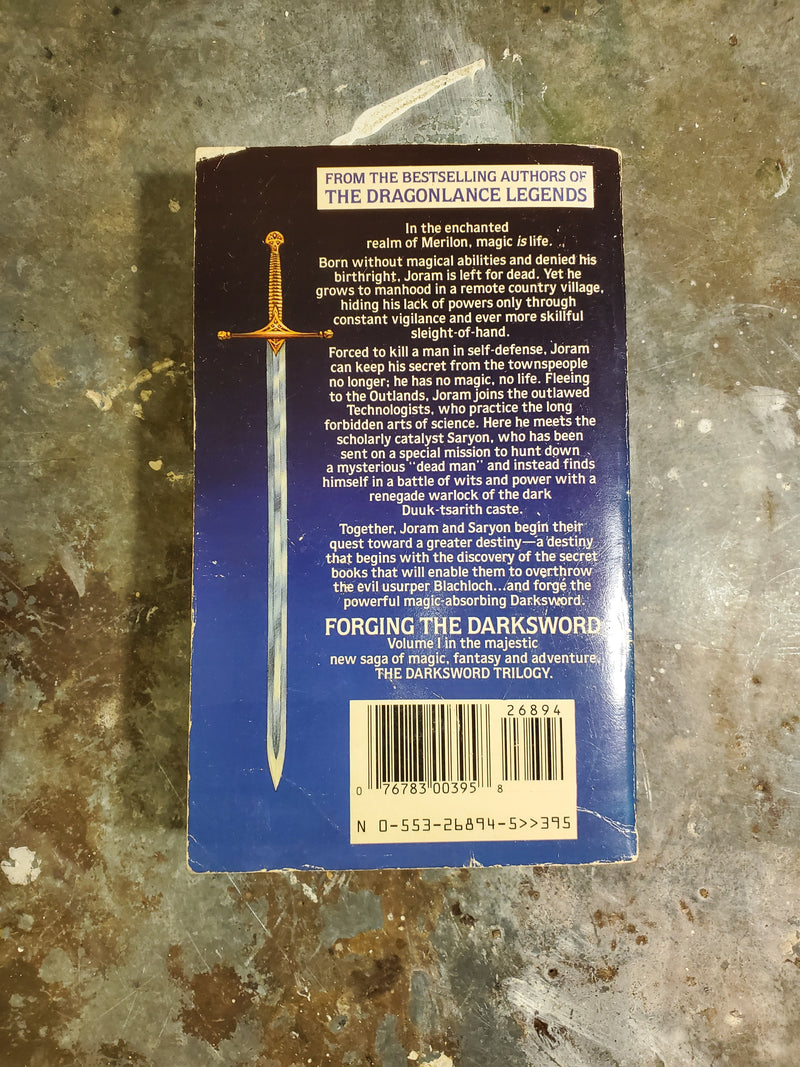 FROM THE BESTSELLING AUTHORS OF
THE DRAGONLANCE LEGENDS
In the enchanted
realm of Merilon, magic is life.
Born without magical abilities and denied his
birthright, Joram is left for dead. Yet he
grows to manhood in a remote country village,
hiding his lack of powers only through
constant vigilance and ever more skillful
sleight-of-hand.
Forced to kill a man in self-defense, Joram
can keep his secret from the townspeople
no longer; he has no magic, no life. Fleeing
to the Outlands, Joram joins the outlawed
Technologists, who practice the long
forbidden arts of science. Here he meets the
scholarly catalyst Saryon, who has been
sent on a special mission to hunt down
a mysterious "dead man" and instead finds
himself in a battle of wits and power with a
renegade warlock of the dark
Duuk-tsarith caste.
Together, Joram and Saryon begin their
quest toward a greater destiny—a destiny
that begins with the discovery of the secret
books that will enable them to overthrow
the evil usurper Blachloch...and forge the
powerful magic-absorbing Darksword.
FORGING THE DARKSWORD
Volume I in the majestic
new saga of magic, fantasy and adventure,
THE DARKSWORD TRILOGY.
26894
0 76783 00395 8
N 0-553-26894-5>>395